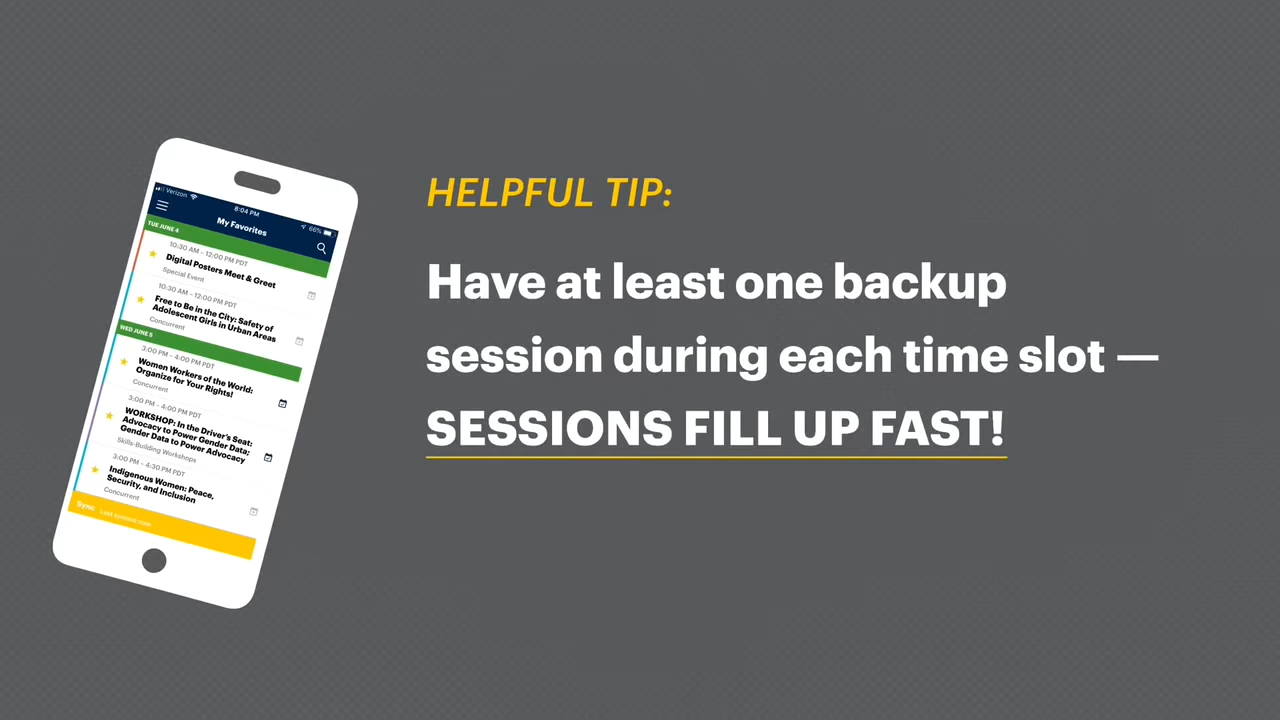 Verizon
8:04 PM
66%
My Favorites
TUE JUNE 4
10:30 AM – 12:00 PM PDT
Digital Posters Meet & Greet
Special Event
10:30 AM – 12:00 PM PDT
Free to Be in the City: Safety of
Adolescent Girls in Urban Areas
Concurrent
WED JUNE 5
3:00 PM – 4:00 PM PDT
Women Workers of the World:
Organize for Your Rights!
Concurrent
3:00 PM – 4:00 PM PDT
WORKSHOP: In the Driver's Seat:
Advocacy to Power Gender Data;
Gender Data to Power Advocacy
Skills-Building Workshops
3:00 PM – 4:30 PM PDT
Indigenous Women: Peace,
Security, and Inclusion
Concurrent
Sync Last synced now
HELPFUL TIP:
Have at least one backup
session during each time slot —
SESSIONS FILL UP FAST!